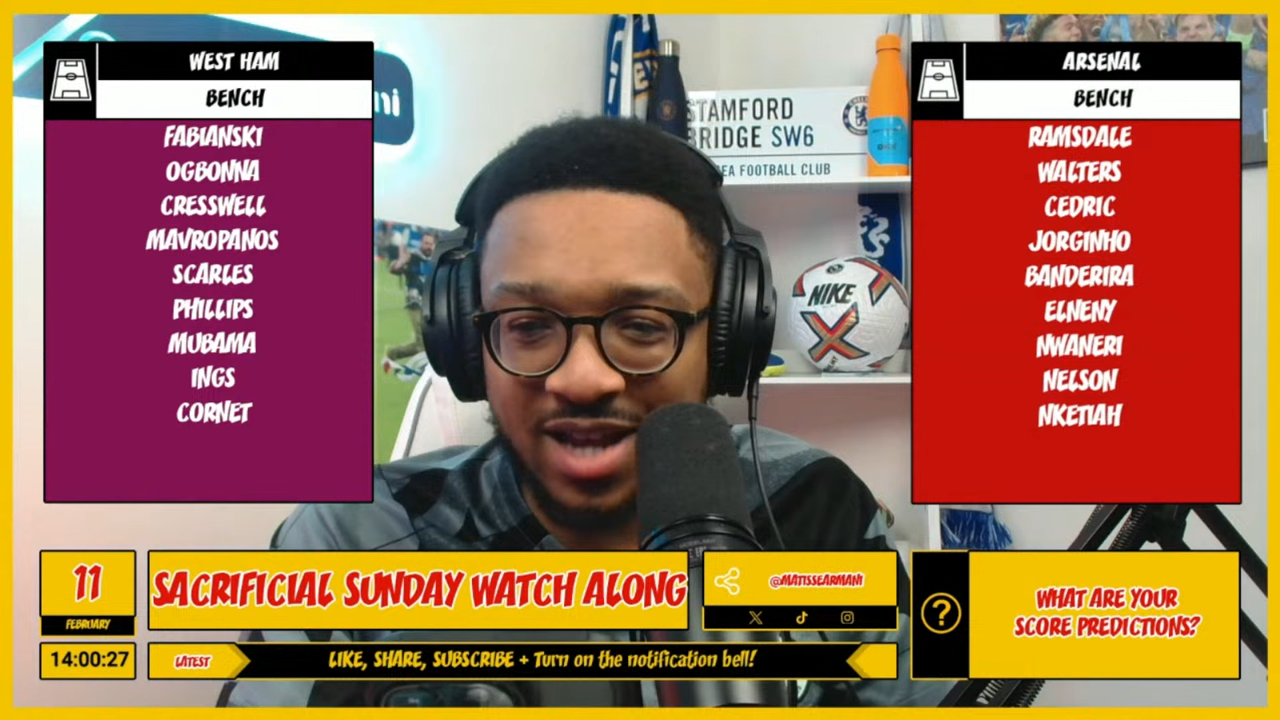 WEST HAM
BENCH
FABIANSKI
OGBONNA
CRESSWELL
MAVROPANOS
SCARLES
PHILLIPS
MUBAMA
INGS
CORNET
STAMFORD
BRIDGE SW6
FOOTBALL CLUB
NIKE
ARSENAL
BENCH
RAMSDALE
WALTERS
CEDRIC
JORGINHO
BANDERIRA
ELNENY
NWANERI
NELSON
NKETIAH
11
FEBRUARY
14:00:27
SACRIFICIAL SUNDAY WATCH ALONG
@MATISSEARMANI
LATEST
LIKE, SHARE, SUBSCRIBE + Turn on the notification bell!
WHAT ARE YOUR
SCORE PREDICTIONS?